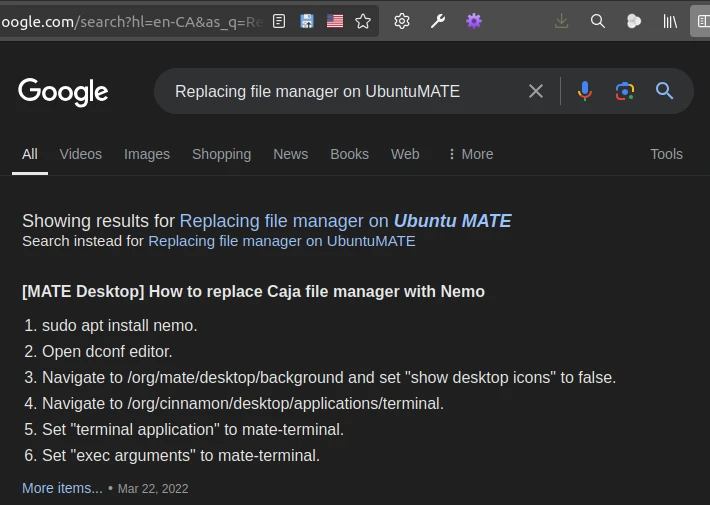 oogle.com/search?hl=en-CA&as_q=Re
Google
Replacing file manager on UbuntuMATE
All Videos Images Shopping News Books Web More Tools
Showing results for Replacing file manager on Ubuntu MATE
Search instead for Replacing file manager on UbuntuMATE
[MATE Desktop] How to replace Caja file manager with Nemo
1. sudo apt install nemo.
2. Open dconf editor.
3. Navigate to /org/mate/desktop/background and set "show desktop icons" to false.
4. Navigate to /org/cinnamon/desktop/applications/terminal.
5. Set "terminal application" to mate-terminal.
6. Set "exec arguments" to mate-terminal.
More items... • Mar 22, 2022